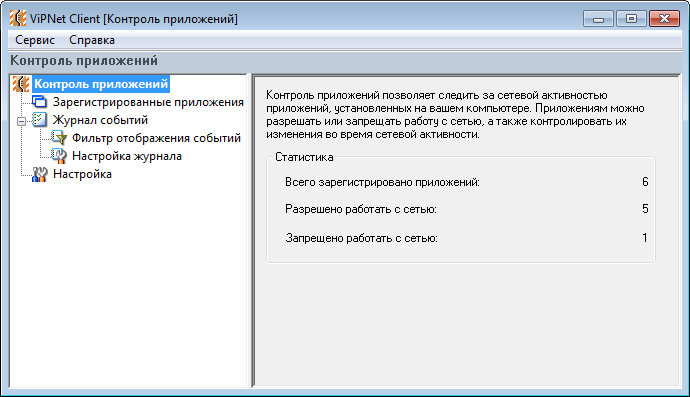 ViPNet Client [Контроль приложений]
Сервис Справка
Контроль приложений
Контроль приложений
Зарегистрированные приложения
Журнал событий
Фильтр отображения событий
Настройка журнала
Настройка
Контроль приложений позволяет следить за сетевой активностью
приложений, установленных на вашем компьютере. Приложениям можно
разрешать или запрещать работу с сетью, а также контролировать их
изменения во время сетевой активности.
Статистика
Всего зарегистрировано приложений: 6
Разрешено работать с сетью: 5
Запрещено работать с сетью: 1